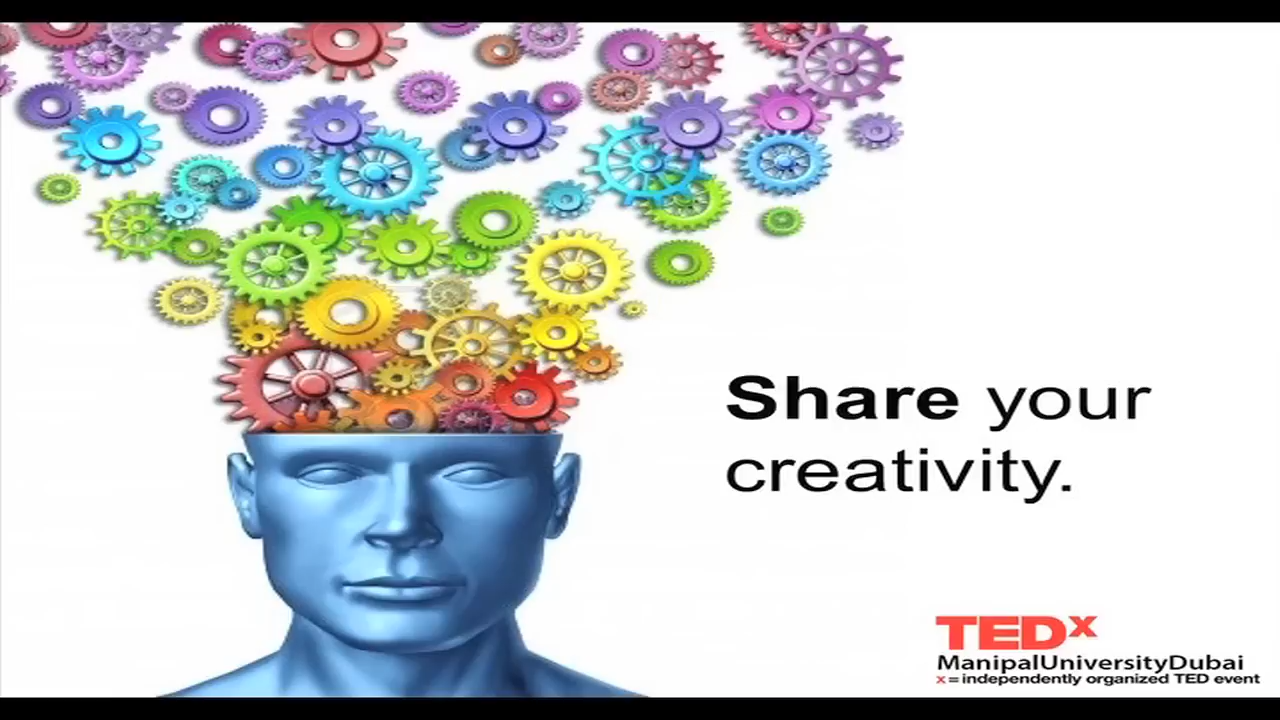 Share your
creativity.
TEDx
ManipalUniversityDubai
x = independently organized TED event